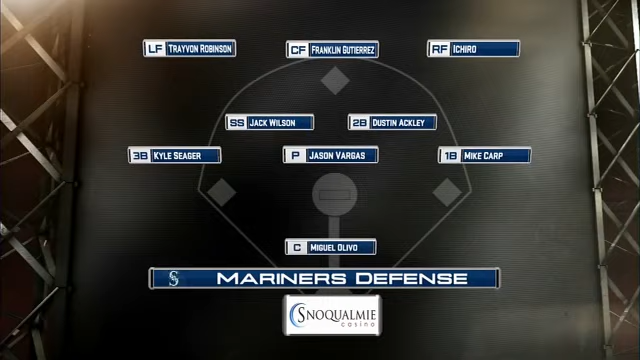 LF TRAYVON ROBINSON
CF FRANKLIN GUTIERREZ
RF ICHIRO
SS JACK WILSON
2B DUSTIN ACKLEY
3B KYLE SEAGER
P JASON VARGAS
1B MIKE CARP
C MIGUEL OLIVO
S MARINERS DEFENSE
SNOQUALMIE
casino